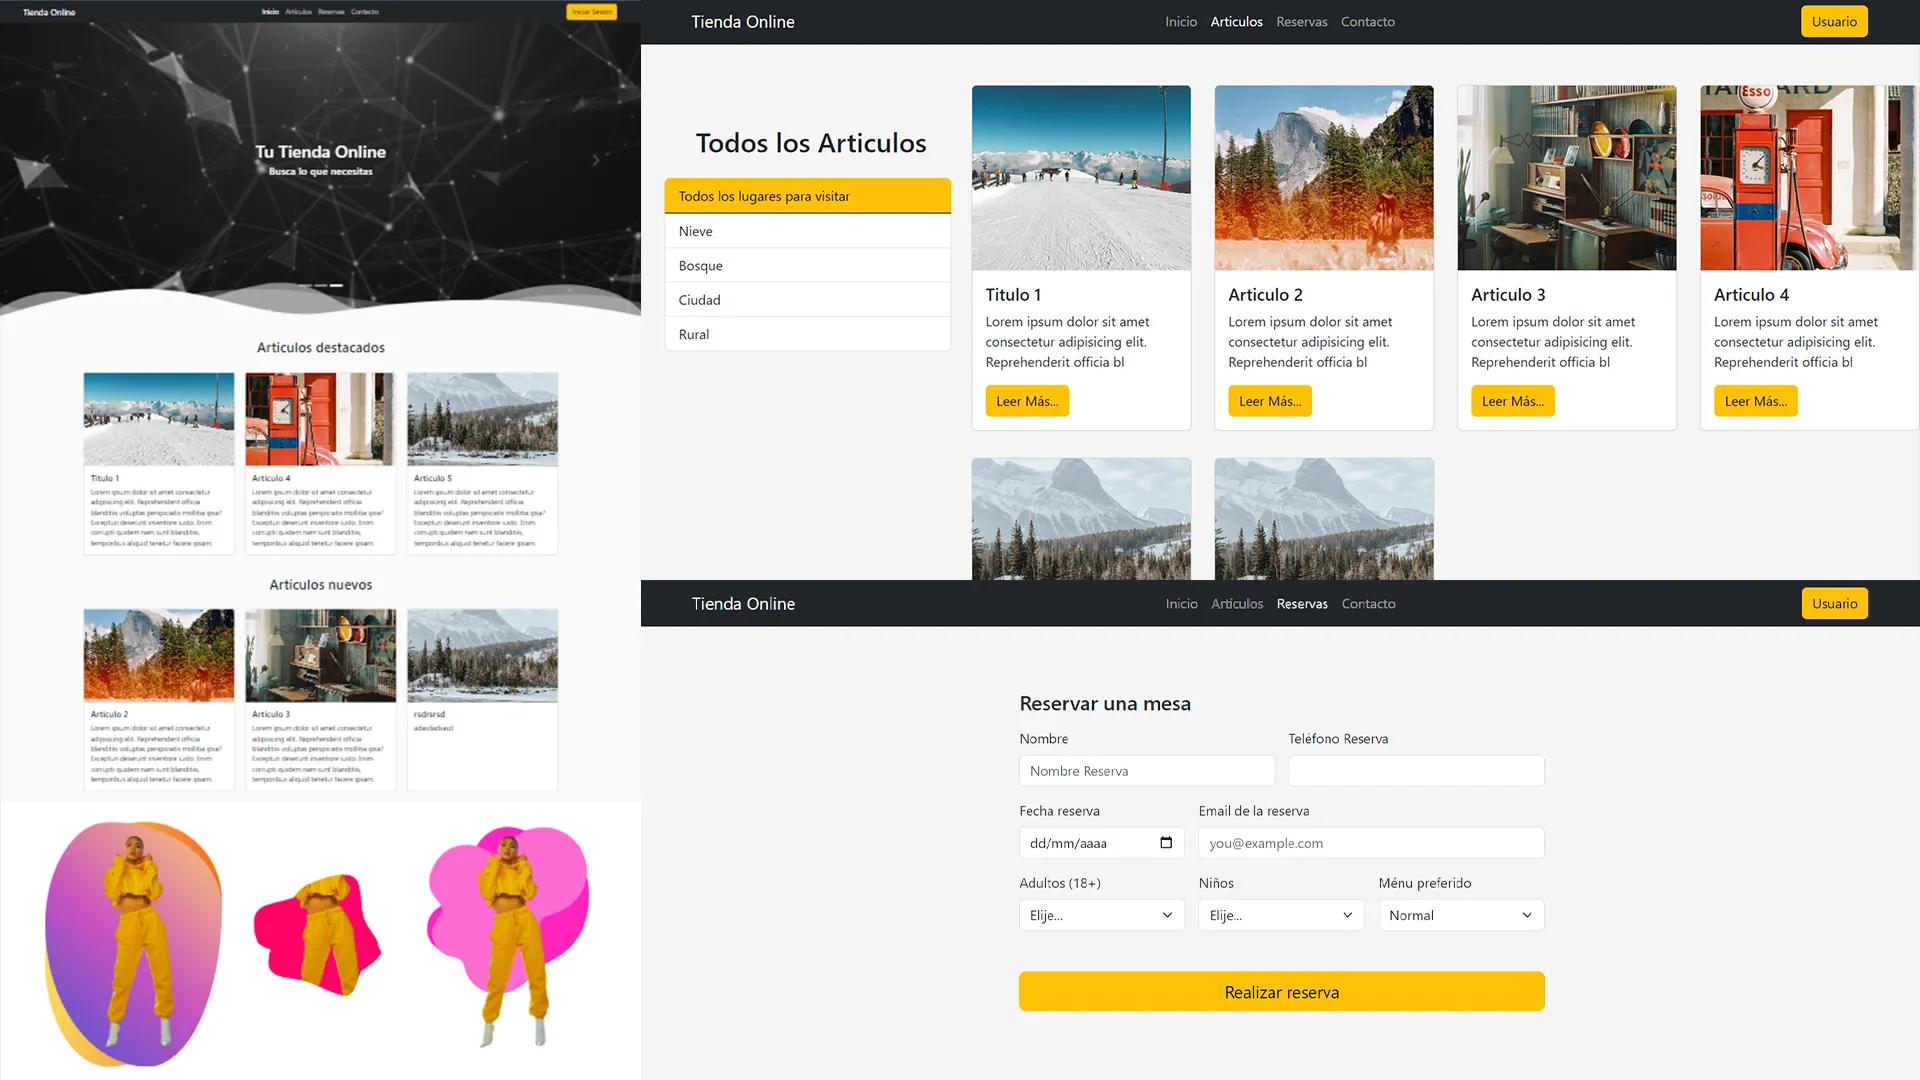 Tienda Online
Inicio Articulos Reservas Contacto
Iniciar Sesion
Tu Tienda Online
Busca lo que necesitas
Articulos destacados
Titulo 1
Lorem ipsum dolor sit amet consectetur
adipisicing elit. Reprehenderit officia
blanditiis voluptas perspiciatis mollitia ipsa?
Excepturi deserunt inventore iusto. Enim
corrupti quidem nam sunt blanditiis,
temporibus aliquid tenetur facere ipsam.
Articulo 4
Lorem ipsum dolor sit amet consectetur
adipisicing elit. Reprehenderit officia
blanditiis voluptas perspiciatis mollitia ipsa?
Excepturi deserunt inventore iusto. Enim
corrupti quidem nam sunt blanditiis,
temporibus aliquid tenetur facere ipsam.
Articulo 5
Lorem ipsum dolor sit amet consectetur
adipisicing elit. Reprehenderit officia
blanditiis voluptas perspiciatis mollitia ipsa?
Excepturi deserunt inventore iusto. Enim
corrupti quidem nam sunt blanditiis,
temporibus aliquid tenetur facere ipsam.
Articulos nuevos
Articulo 2
Lorem ipsum dolor sit amet consectetur
adipisicing elit. Reprehenderit officia
blanditiis voluptas perspiciatis mollitia ipsa?
Excepturi deserunt inventore iusto. Enim
corrupti quidem nam sunt blanditiis,
temporibus aliquid tenetur facere ipsam.
Articulo 3
Lorem ipsum dolor sit amet consectetur
adipisicing elit. Reprehenderit officia
blanditiis voluptas perspiciatis mollitia ipsa?
Excepturi deserunt inventore iusto. Enim
corrupti quidem nam sunt blanditiis,
temporibus aliquid tenetur facere ipsam.
rsdrsrsd
Tienda Online
Inicio Articulos Reservas Contacto
Usuario
Todos los Articulos
Todos los lugares para visitar
Nieve
Bosque
Ciudad
Rural
Titulo 1
Lorem ipsum dolor sit amet
consectetur adipisicing elit.
Reprehenderit officia bl
Leer Más...
Articulo 2
Lorem ipsum dolor sit amet
consectetur adipisicing elit.
Reprehenderit officia bl
Leer Más...
Articulo 3
Lorem ipsum dolor sit amet
consectetur adipisicing elit.
Reprehenderit officia bl
Leer Más...
Esso
Articulo 4
Lorem ipsum dolor sit amet
consectetur adipisicing elit.
Reprehenderit officia bl
Leer Más...
Tienda Online
Inicio Articulos Reservas Contacto
Usuario
Reservar una mesa
Nombre
Teléfono Reserva
Nombre Reserva
Fecha reserva
Email de la reserva
dd/mm/aaaa
you@example.com
Adultos (18+)
Niños
Ménu preferido
Elije...
Elije...
Normal
Realizar reserva